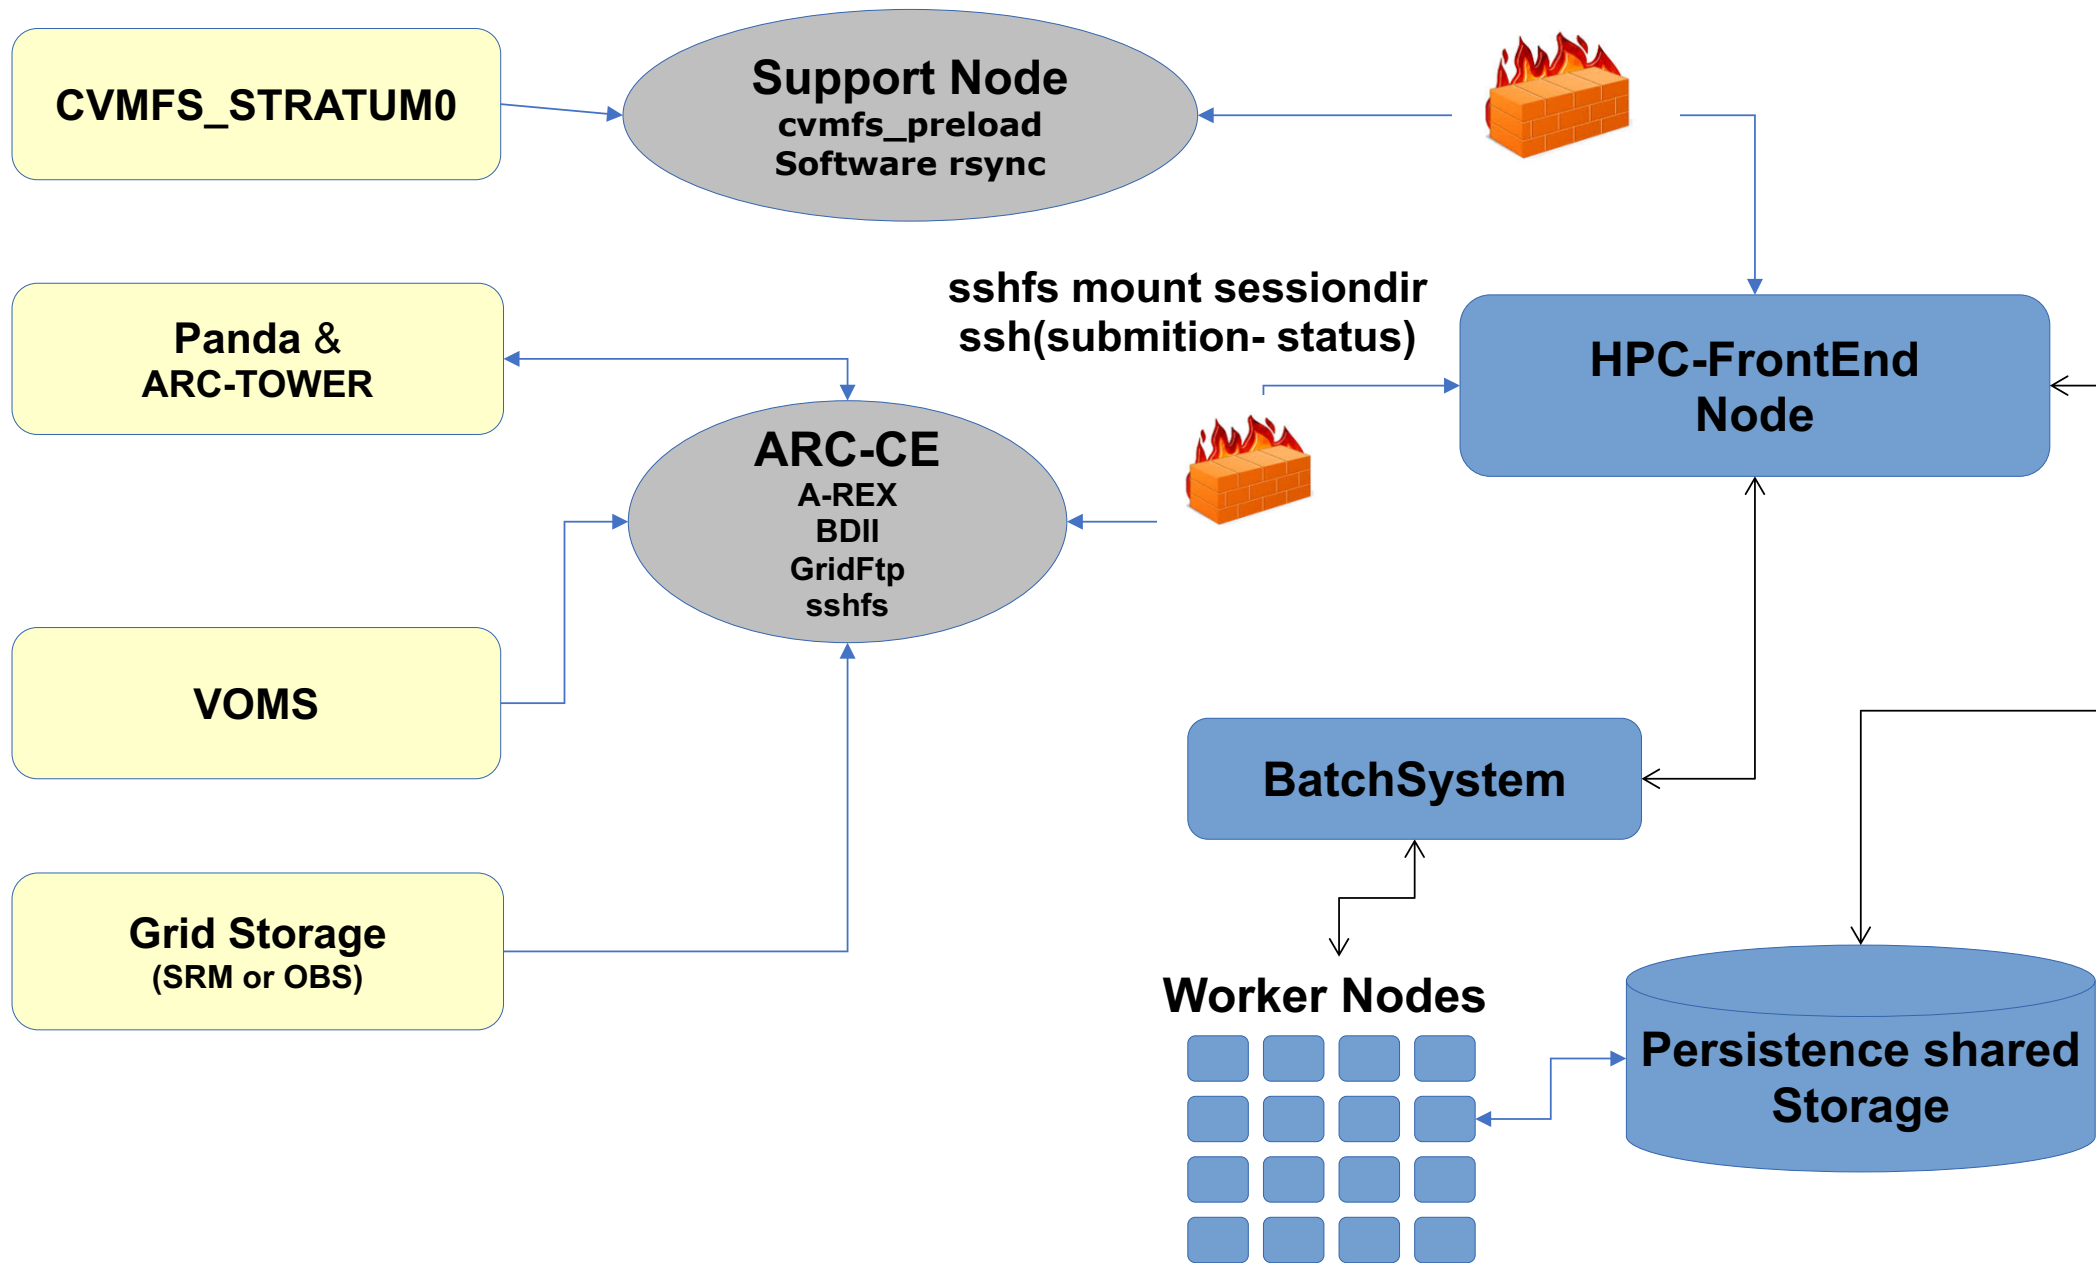 CVMFS_STRATUM0
Support Node
cvmfs_preload
Software rsync
Panda &
ARC-TOWER
sshfs mount sessiondir
ssh(submition- status)
HPC-FrontEnd
Node
ARC-CE
A-REX
BDII
GridFtp
sshfs
VOMS
BatchSystem
Grid Storage
(SRM or OBS)
Worker Nodes
Persistence shared
Storage